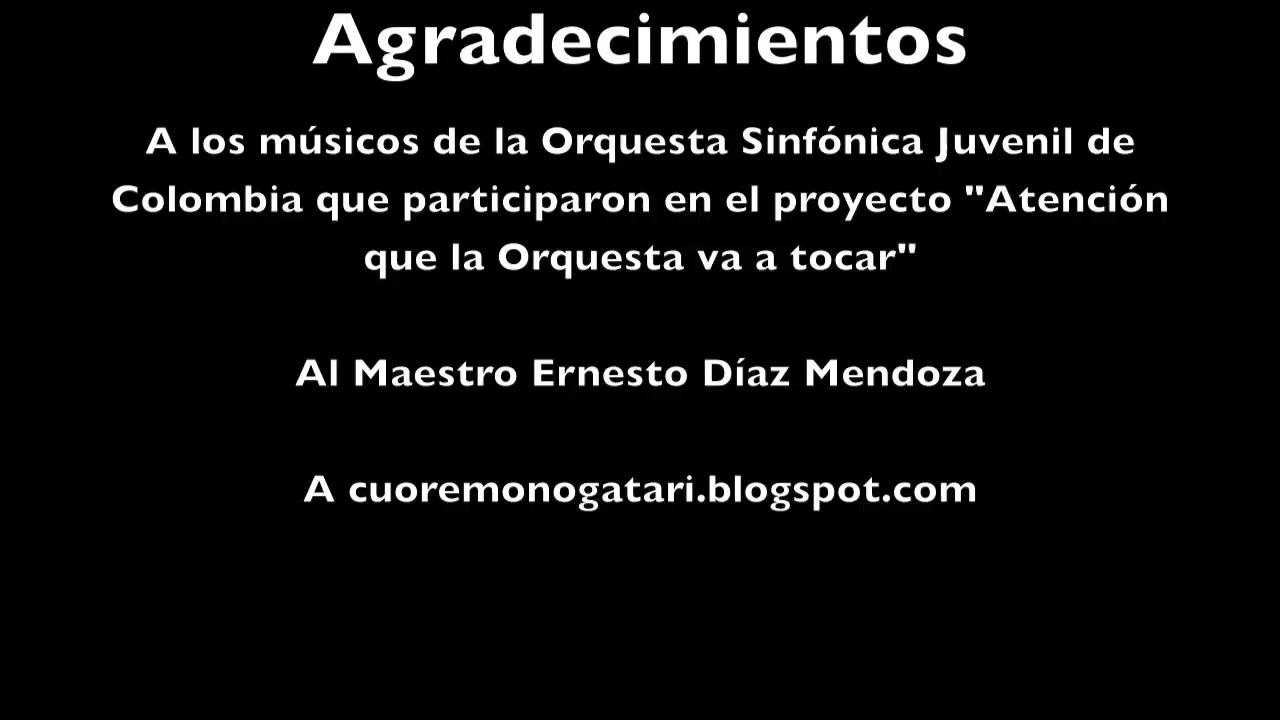 Agradecimientos
A los músicos de la Orquesta Sinfónica Juvenil de
Colombia que participaron en el proyecto "Atención
que la Orquesta va a tocar"
Al Maestro Ernesto Díaz Mendoza
A cuoremonogatari.blogspot.com